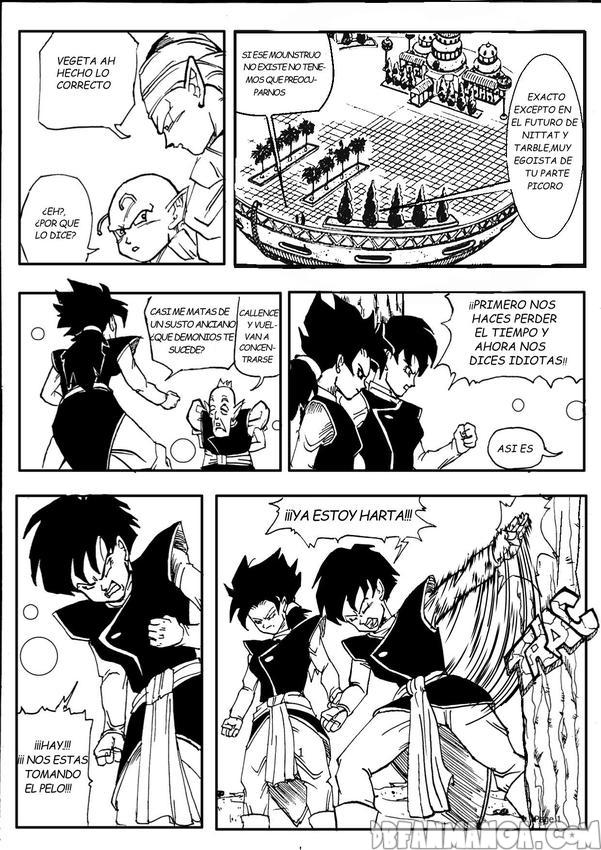 VEGETA AH
HECHO LO
CORRECTO
¿EH?,
¿POR QUE
LO DICE?
SI ESE MOUNSTRUO
NO EXISTE NO TENE-
MOS QUE PREOCU-
PARNOS
EXACTO
EXCEPTO EN
EL FUTURO DE
NITTAT Y
TARBLE,MUY
EGOISTA DE
TU PARTE
PICORO
CASI ME MATAS DE
UN SUSTO ANCIANO
¿QUE DEMONIOS TE
SUCEDE?
CALLENCE
Y VUEL-
VAN A
CONCEN-
TRARSE
¡¡PRIMERO NOS
HACES PERDER
EL TIEMPO Y
AHORA NOS
DICES IDIOTAS!!
ASI ES
¡¡¡HAY.!!!
¡¡¡ NOS ESTAS
TOMANDO
EL PELO!!!
¡¡¡YA ESTOY HARTA!!!
TRAC
Page 1
DBFANMANGA.COM